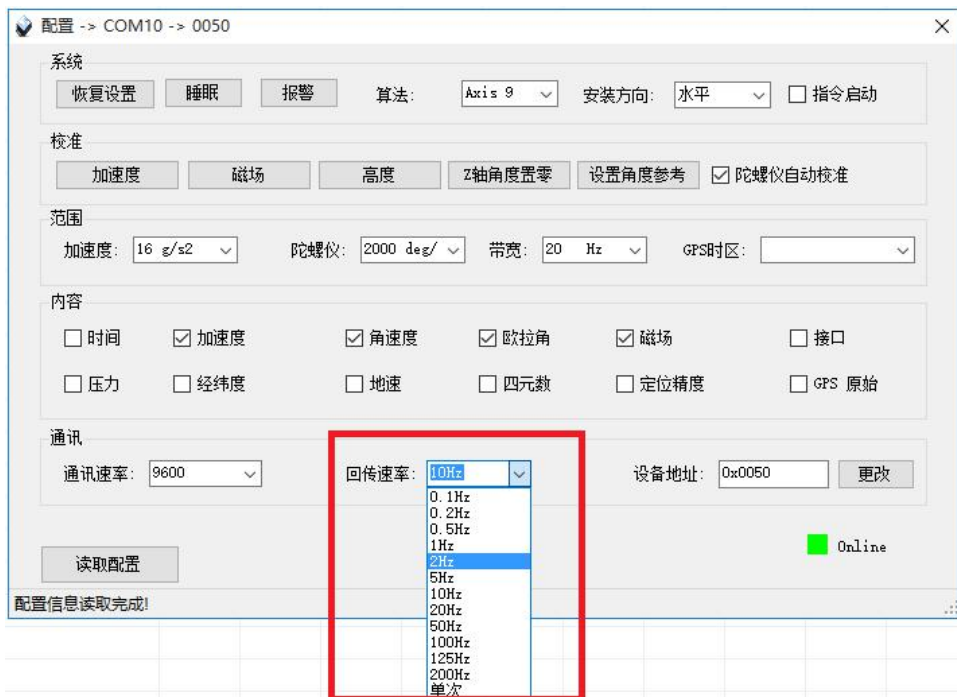 配置 -> COM10 -> 0050
系统
恢复设置 睡眠 报警 算法: Axis 9 安装方向: 水平 指令启动
校准
加速度 磁场 高度 Z轴角度置零 设置角度参考 陀螺仪自动校准
范围
加速度: 16 g/s2 陀螺仪: 2000 deg/ 带宽: 20 Hz GPS时区:
内容
时间 加速度 角速度 欧拉角 磁场 接口
压力 经纬度 地速 四元数 定位精度 GPS 原始
通讯
通讯速率: 9600 回传速率: 10Hz 设备地址: 0x0050 更改
0.1Hz
0.2Hz
0.5Hz
1Hz
2Hz
5Hz
10Hz
20Hz
50Hz
100Hz
125Hz
200Hz
单次
Online
读取配置
配置信息读取完成!